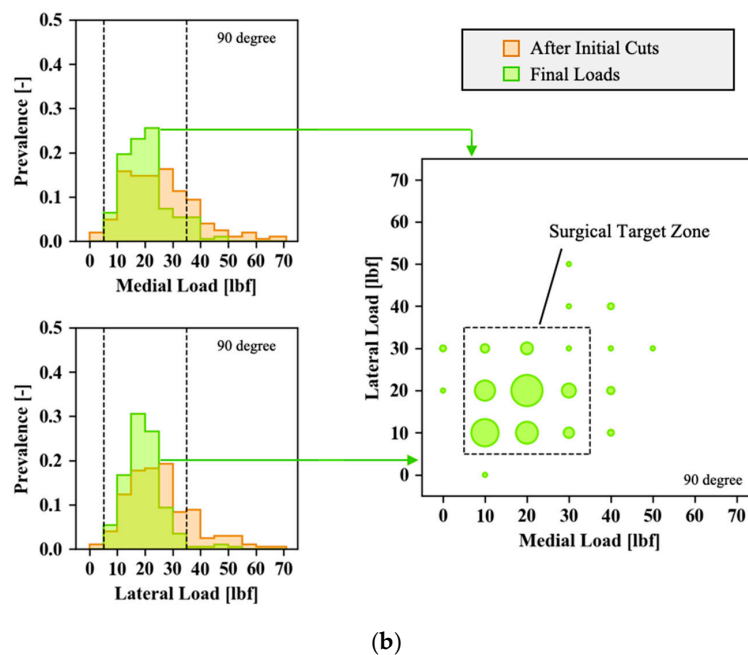 0.5
0.4
0.3
0.2
0.1
0.0
Prevalence [-]
90 degree
0 10 20 30 40 50 60 70
Medial Load [lbf]
After Initial Cuts
Final Loads
0.5
0.4
0.3
0.2
0.1
0.0
Prevalence [-]
90 degree
0 10 20 30 40 50 60 70
Lateral Load [lbf]
Surgical Target Zone
70
60
50
40
30
20
10
0
Lateral Load [lbf]
90 degree
0 10 20 30 40 50 60 70
Medial Load [lbf]
(b)